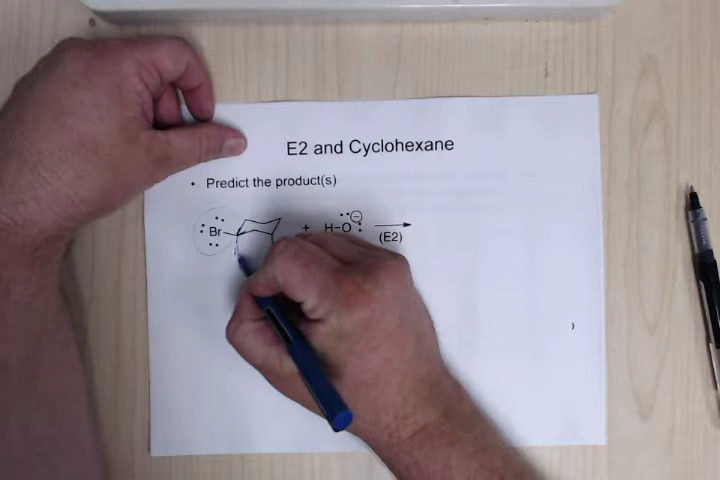 E2 and Cyclohexane
• Predict the product(s)
Br + H-O ⊖
(E2)